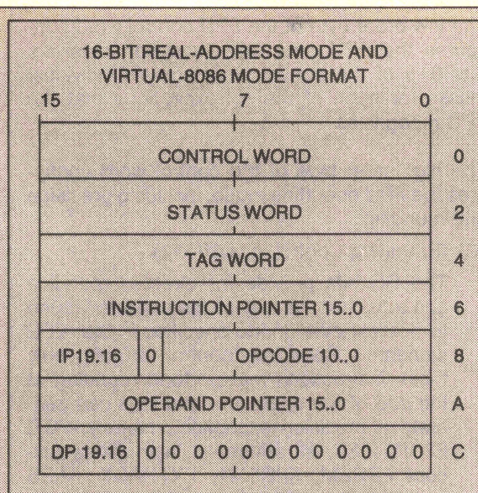 16-BIT REAL-ADDRESS MODE AND
VIRTUAL-8086 MODE FORMAT
15 7 0
CONTROL WORD 0
STATUS WORD 2
TAG WORD 4
INSTRUCTION POINTER 15..0 6
IP19.16 0 OPCODE 10..0 8
OPERAND POINTER 15..0 A
DP 19.16 0 0 0 0 0 0 0 0 0 0 0 0 C